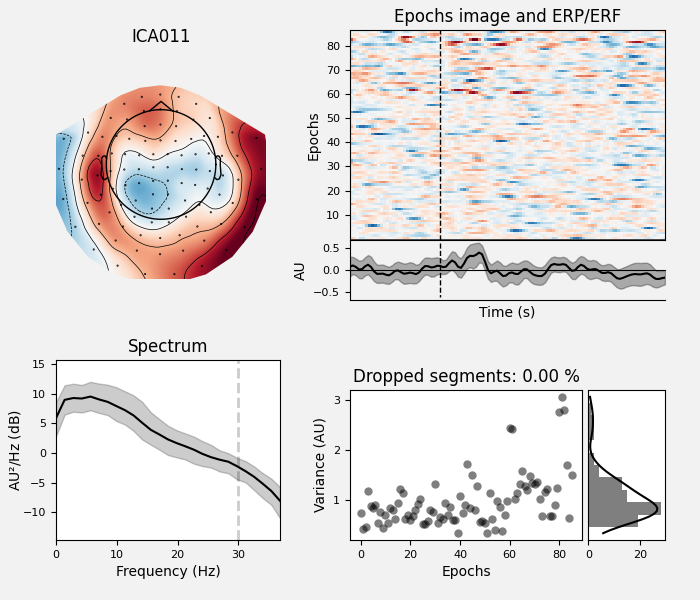 ICA011
Epochs image and ERP/ERF
Epochs
80
70
60
50
40
30
20
10
AU
0.5
0.0
−0.5
Time (s)
Spectrum
AU²/Hz (dB)
15
10
5
0
−5
−10
0 10 20 30
Frequency (Hz)
Dropped segments: 0.00 %
Variance (AU)
3
2
1
0 20 40 60 80
Epochs
0 20